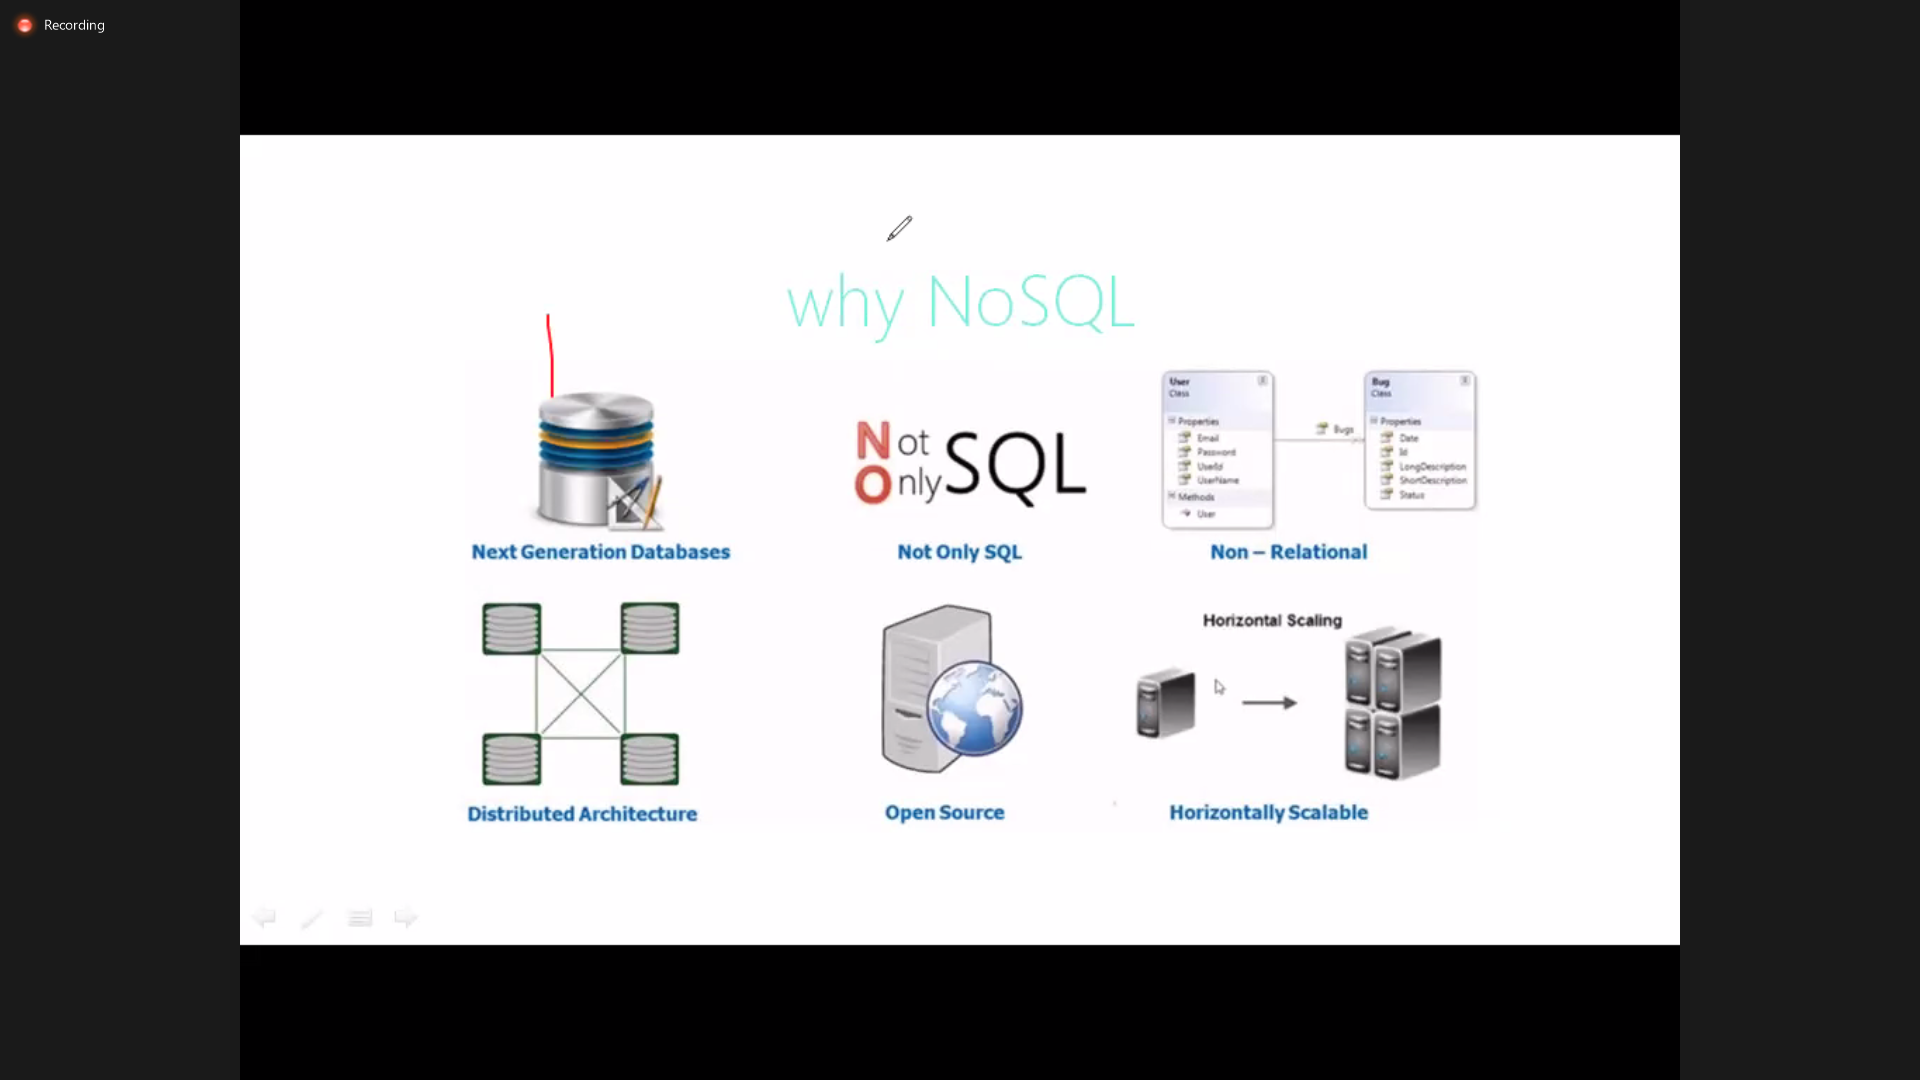 Recording
why NoSQL
Not
Only SQL
User
Class
Properties
Email
Password
UserId
UserName
Methods
User
Bugs
Bug
Class
Properties
Date
Id
LongDescription
ShortDescription
Status
Next Generation Databases
Not Only SQL
Non – Relational
Horizontal Scaling
Distributed Architecture
Open Source
Horizontally Scalable